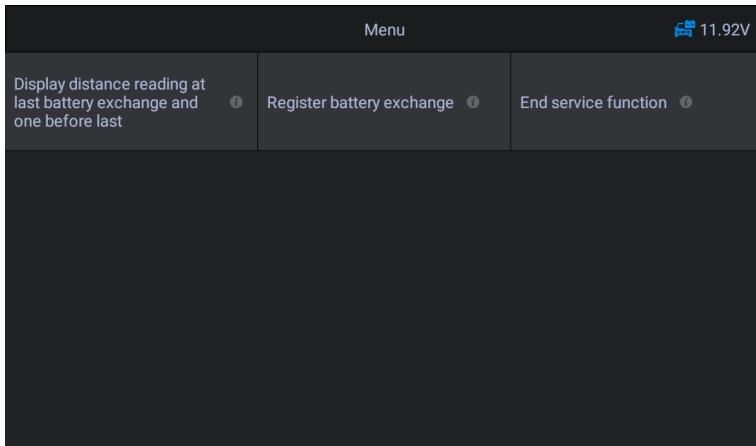 Menu
11.92V
Display distance reading at
last battery exchange and
one before last
Register battery exchange
End service function